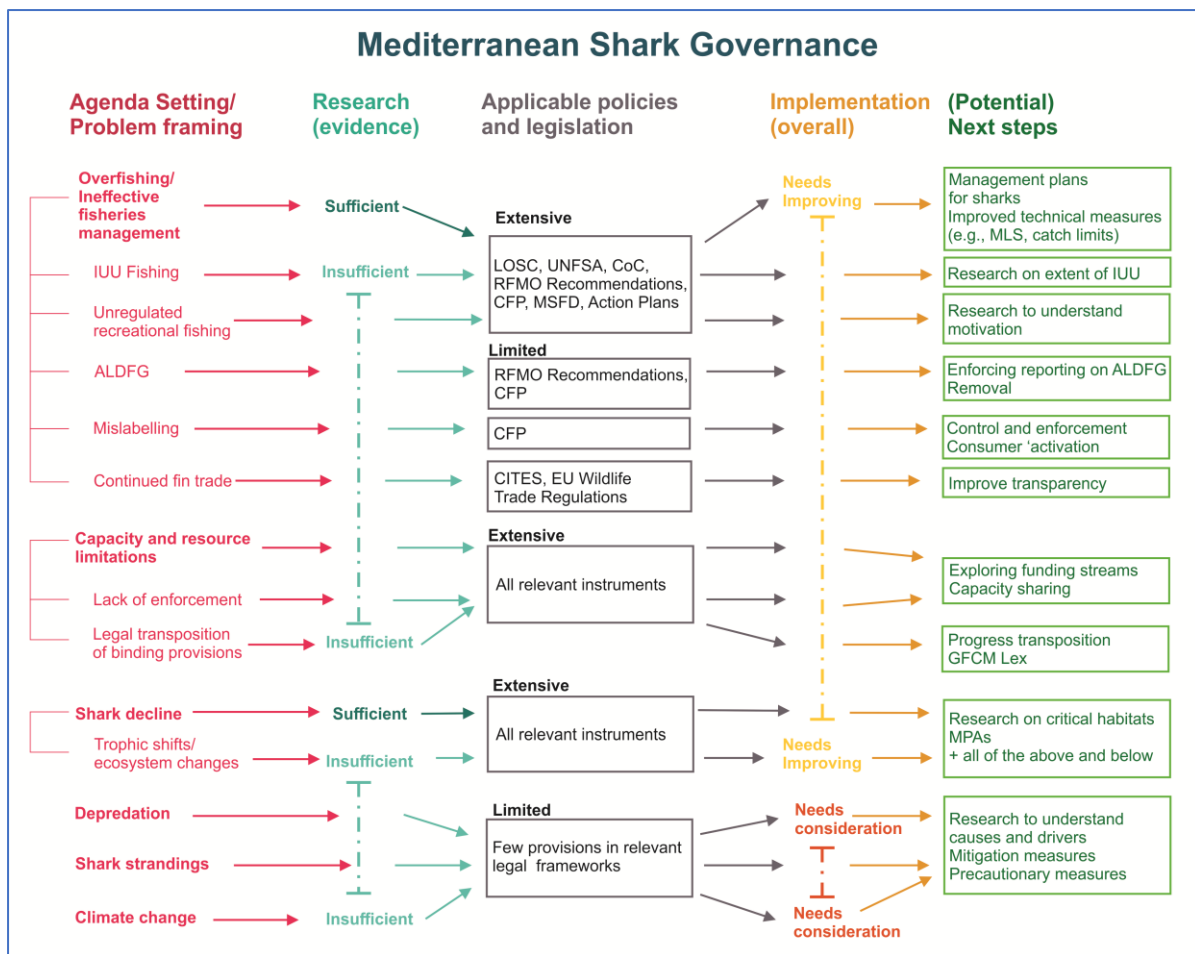 Mediterranean Shark Governance
Agenda Setting/
Problem framing
Research
(evidence)
Applicable policies
and legislation
Implementation
(overall)
(Potential)
Next steps
Overfishing/
Ineffective
fisheries
management
Sufficient
Extensive
LOSC, UNFSA, CoC,
RFMO Recommendations,
CFP, MSFD, Action Plans
Needs
Improving
Management plans
for sharks
Improved technical measures
(e.g., MLS, catch limits)
IUU Fishing
Insufficient
Research on extent of IUU
Unregulated
recreational fishing
Research to understand
motivation
ALDFG
Limited
RFMO Recommendations,
CFP
Enforcing reporting on ALDFG
Removal
Mislabelling
CFP
Control and enforcement
Consumer ‘activation
Continued fin trade
CITES, EU Wildlife
Trade Regulations
Improve transparency
Capacity and resource
limitations
Extensive
All relevant instruments
Exploring funding streams
Capacity sharing
Lack of enforcement
Legal transposition
of binding provisions
Insufficient
Progress transposition
GFCM Lex
Shark decline
Sufficient
Extensive
All relevant instruments
Research on critical habitats
MPAs
+ all of the above and below
Trophic shifts/
ecosystem changes
Insufficient
Needs
Improving
Depredation
Limited
Few provisions in relevant
legal frameworks
Needs
consideration
Research to understand
causes and drivers
Mitigation measures
Precautionary measures
Shark strandings
Climate change
Insufficient
Needs
consideration